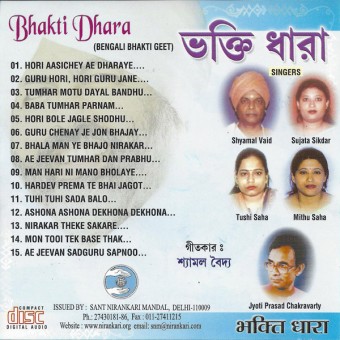 Bhakti Dhara
(BENGALI BHAKTI GEET)
ভক্তি ধারা
SINGERS
01. HORI AASICHEY AE DHARAYE....
02. GURU HORI, HORI GURU JANE....
03. TUMHAR MOTU DAYAL BANDHU....
04. BABA TUMHAR PARNAM....
05. HORI BOLE JAGLE SHODHU....
06. GURU CHENAY JE JON BHAJAY....
07. BHALA MAN YE BHAJO NIRAKAR....
08. AE JEEVAN TUMHAR DAN PRABHU....
09. MAN HARI NI MANO BHOLAYE....
10. HARDEV PREMA TE BHAI JAGOT....
11. TUHI TUHI SADA BALO....
12. ASHONA ASHONA DEKHONA DEKHONA....
13. NIRAKAR THEKE SAKARE....
14. MON TOOI TEK BASE THAK....
15. AE JEEVAN SADGURU SAPNOO....
Shyamal Vaid
Sujata Sikdar
Tushi Saha
Mithu Saha
গীতকার ঃ
শ্যামল বৈদ্য
Jyoti Prasad Chakravarty
COMPACT
disc
DIGITAL AUDIO
ISSUED BY : SANT NIRANKARI MANDAL, DELHI-110009
Ph. : 27430181-86, Fax : 011-27411215
Website : www.nirankari.org, email : snm@nirankari.org
ভক্তি ধারা